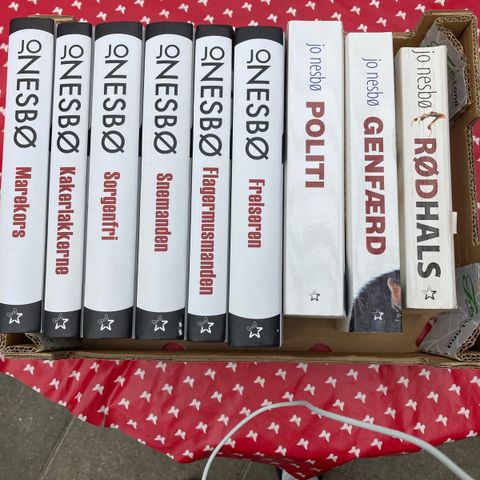 JO NESBØ
Marekors
JO NESBØ
Kakerlakkerne
JO NESBØ
Sorgenfri
JO NESBØ
Snemanden
JO NESBØ
Flagermusmanden
JO NESBØ
Frelseren
jo nesbø
POLITI
jo nesbø
GENFÆRD
jo nesbø
RØDHALS